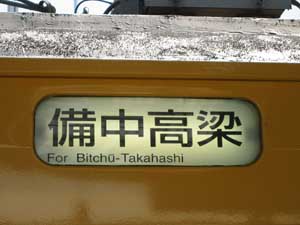 備中高梁
For Bitchū-Takahashi